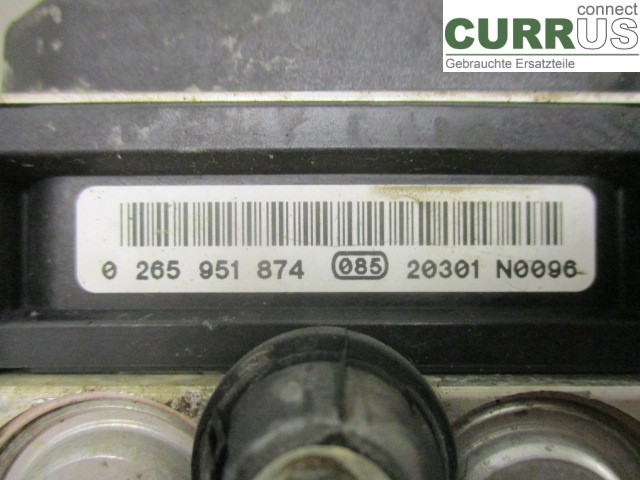 connect
CURRUS
Gebrauchte Ersatzteile
0 265 951 874 085 20301 N0096